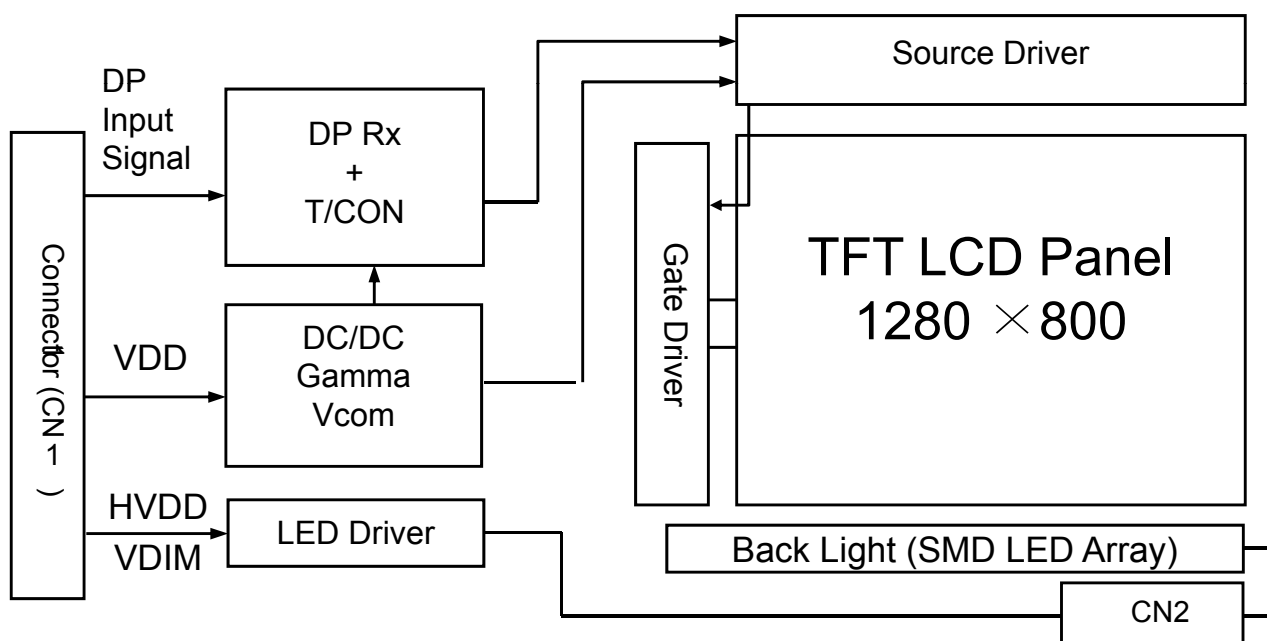 Source Driver
DP
Input
Signal
DP Rx
+
T/CON
Connector (CN1)
Gate Driver
TFT LCD Panel
1280 ×800
VDD
DC/DC
Gamma
Vcom
HVDD
VDIM
LED Driver
Back Light (SMD LED Array)
CN2